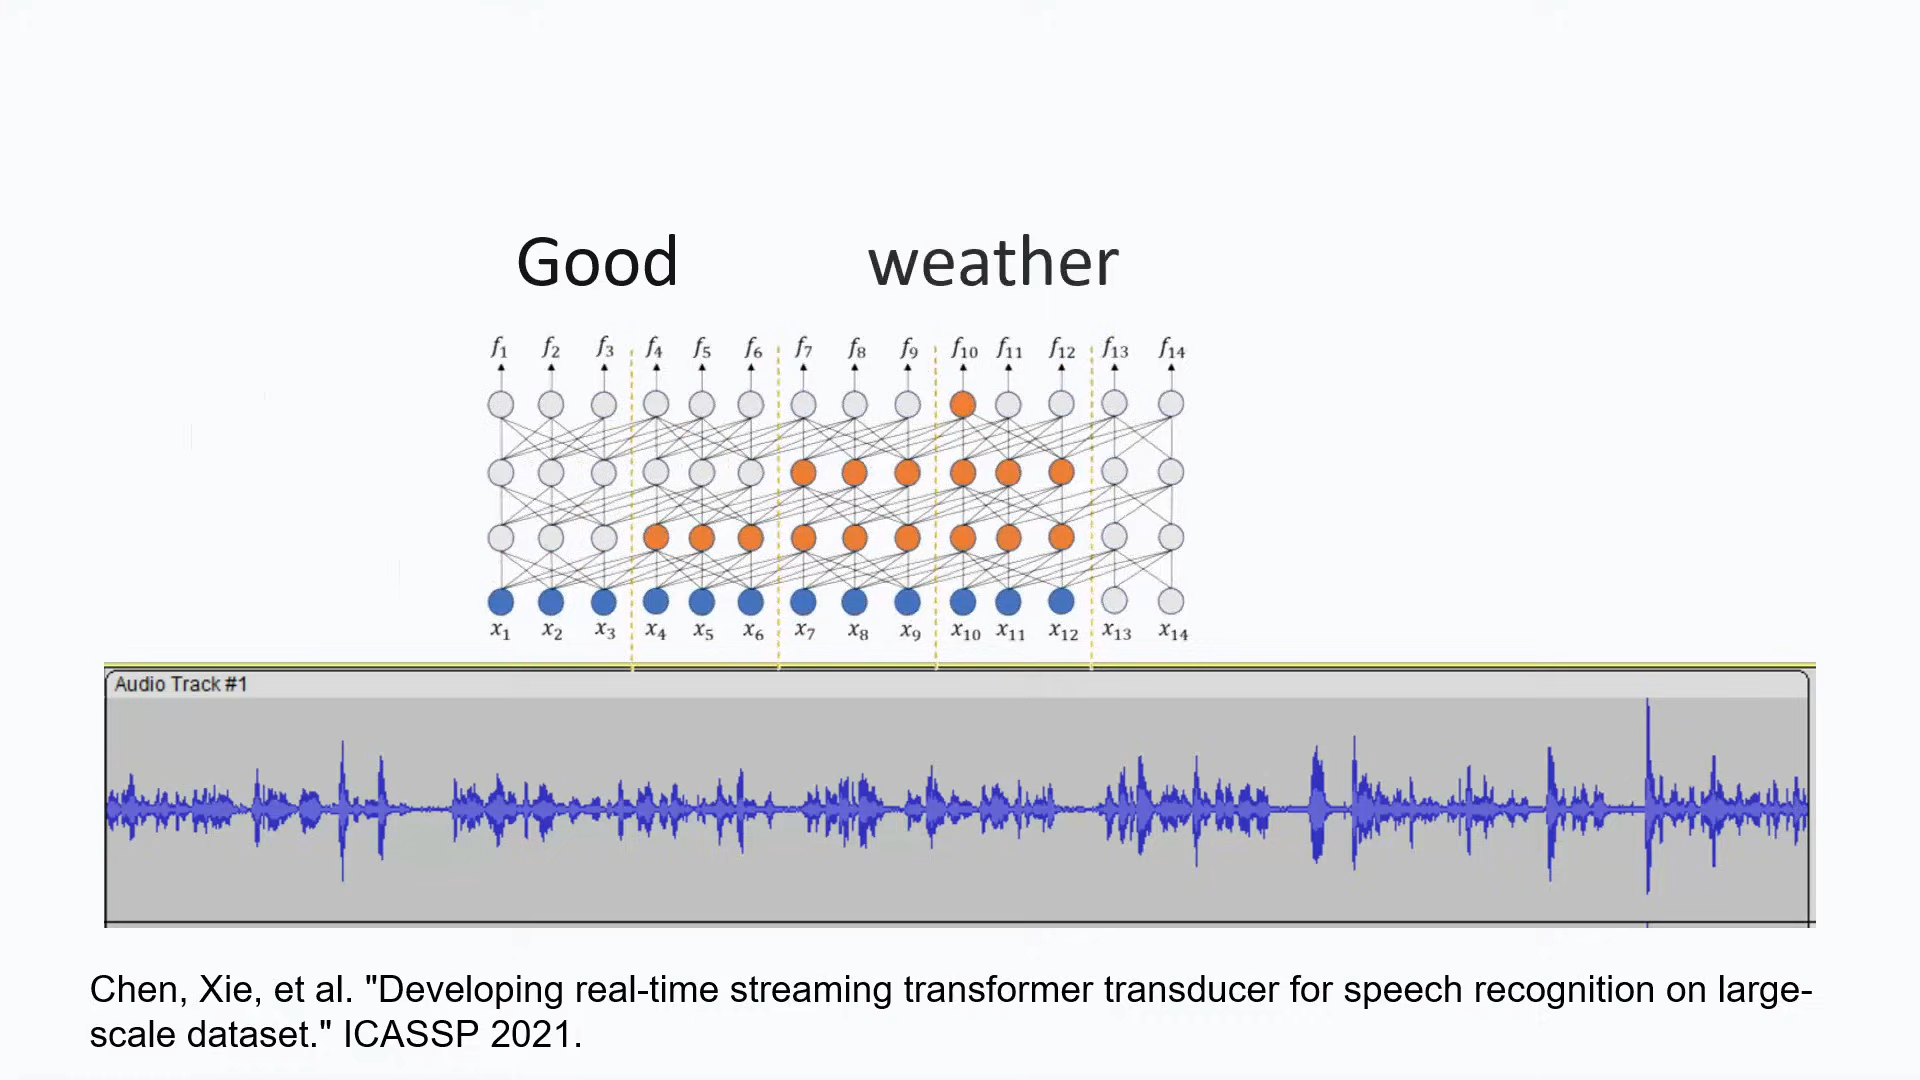 Good weather
f₁ f₂ f₃ f₄ f₅ f₆ f₇ f₈ f₉ f₁₀ f₁₁ f₁₂ f₁₃ f₁₄
x₁ x₂ x₃ x₄ x₅ x₆ x₇ x₈ x₉ x₁₀ x₁₁ x₁₂ x₁₃ x₁₄
Audio Track #1
Chen, Xie, et al. "Developing real-time streaming transformer transducer for speech recognition on large-
scale dataset." ICASSP 2021.